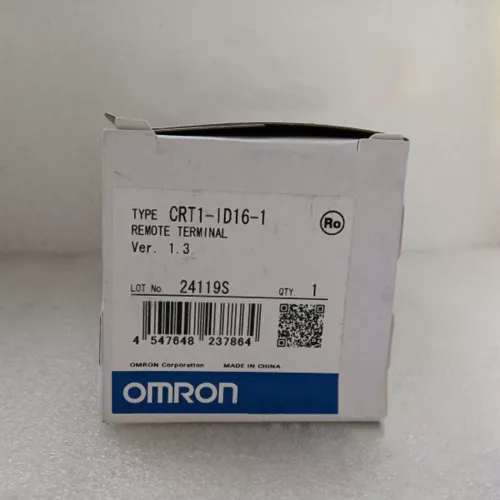 TYPE CRT1-ID16-1
REMOTE TERMINAL
Ro
Ver. 1.3
LOT No. 24119S QTY. 1
4 547648 237864
OMRON Corporation MADE IN CHINA
OMRON